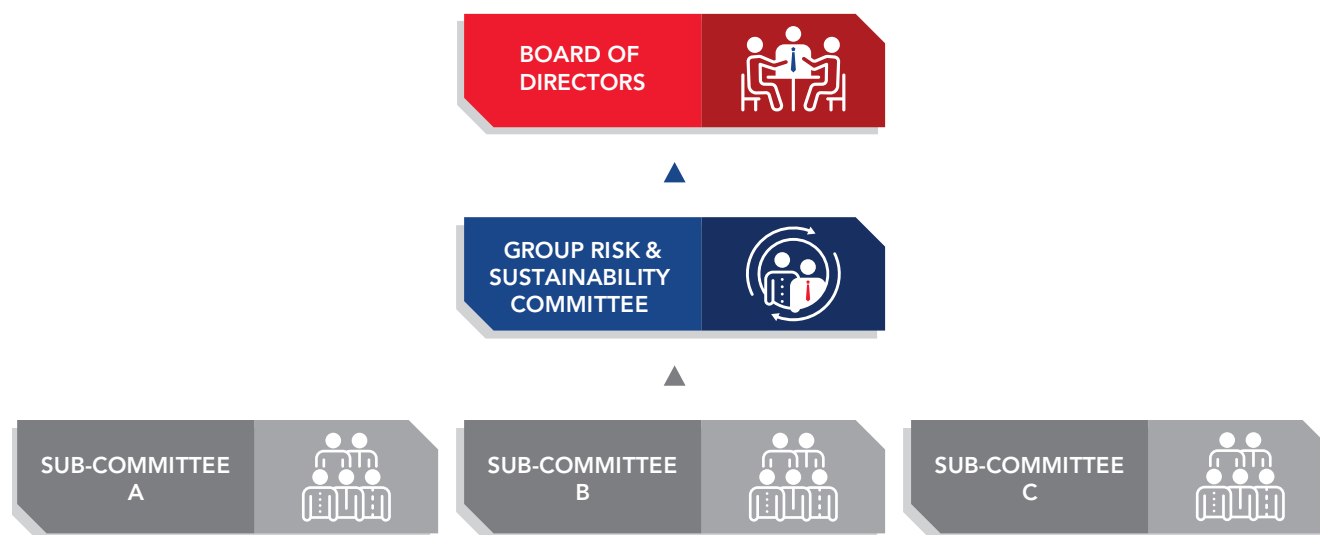 BOARD OF
DIRECTORS
GROUP RISK &
SUSTAINABILITY
COMMITTEE
SUB-COMMITTEE
A
SUB-COMMITTEE
B
SUB-COMMITTEE
C